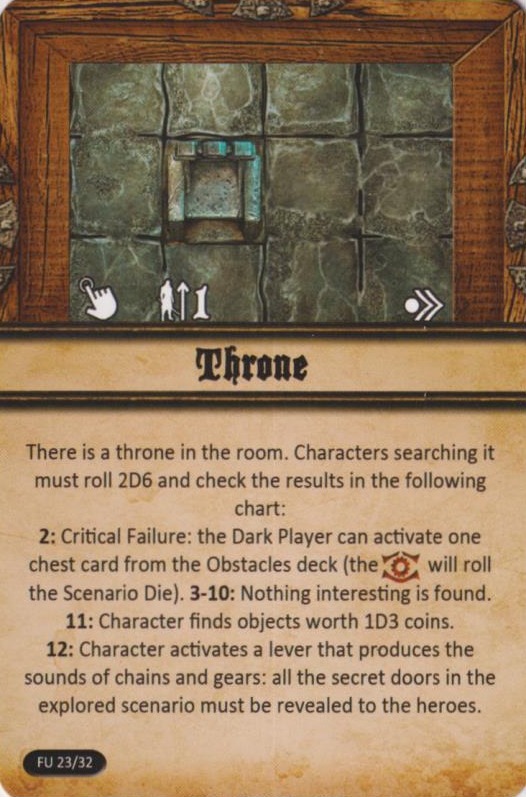 1
Throne
There is a throne in the room. Characters searching it
must roll 2D6 and check the results in the following
chart:
2: Critical Failure: the Dark Player can activate one
chest card from the Obstacles deck (the will roll
the Scenario Die). 3-10: Nothing interesting is found.
11: Character finds objects worth 1D3 coins.
12: Character activates a lever that produces the
sounds of chains and gears: all the secret doors in the
explored scenario must be revealed to the heroes.
FU 23/32